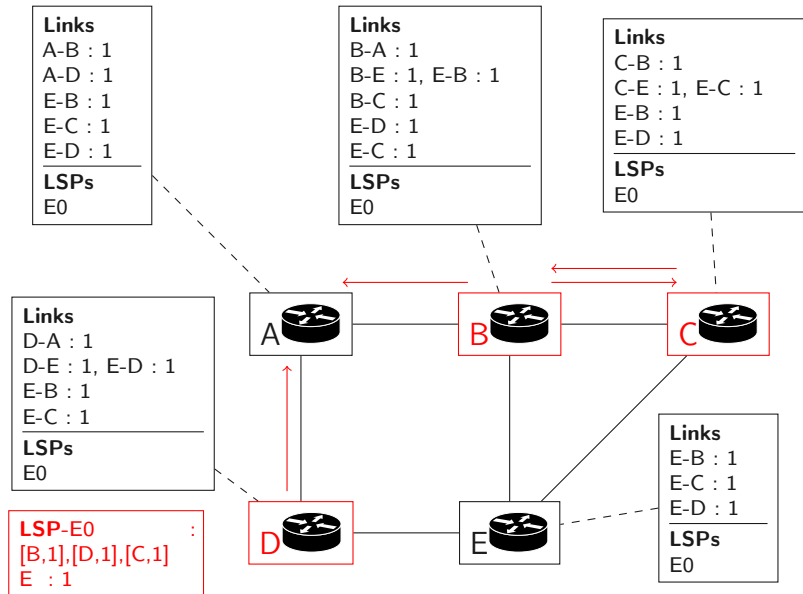 Links
A-B : 1
A-D : 1
E-B : 1
E-C : 1
E-D : 1
LSPs
E0
Links
B-A : 1
B-E : 1, E-B : 1
B-C : 1
E-D : 1
E-C : 1
LSPs
E0
Links
C-B : 1
C-E : 1, E-C : 1
E-B : 1
E-D : 1
LSPs
E0
A
B
C
Links
D-A : 1
D-E : 1, E-D : 1
E-B : 1
E-C : 1
LSPs
E0
Links
E-B : 1
E-C : 1
E-D : 1
LSPs
E0
LSP-E0 :
[B,1],[D,1],[C,1]
E : 1
D
E